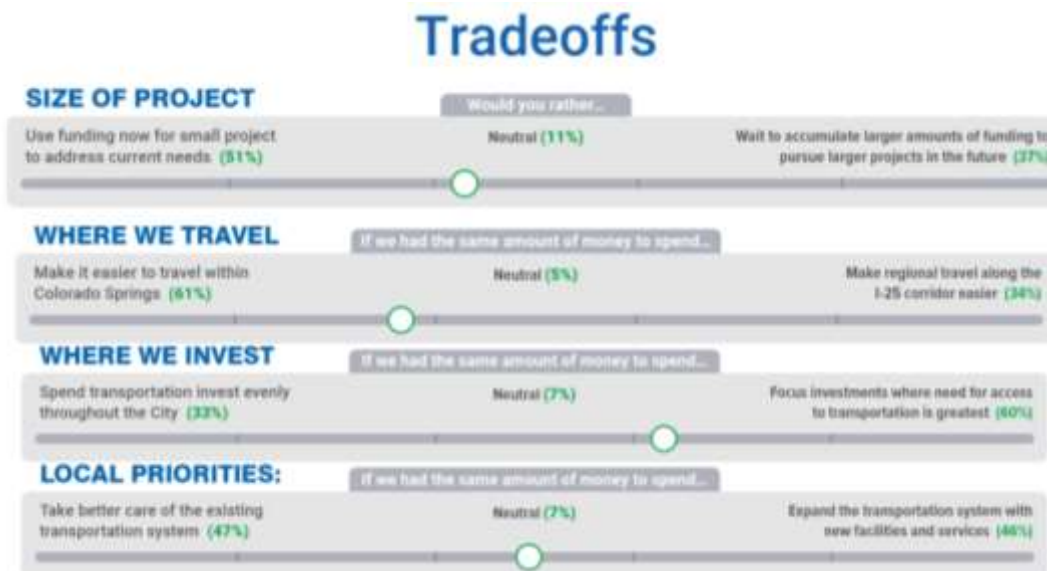 Tradeoffs
SIZE OF PROJECT
Would you rather...
Use funding now for small project
to address current needs (51%)
Neutral (11%)
Wait to accumulate larger amounts of funding to
pursue larger projects in the future (37%)
WHERE WE TRAVEL
If we had the same amount of money to spend...
Make it easier to travel within
Colorado Springs (61%)
Neutral (5%)
Make regional travel along the
I-25 corridor easier (34%)
WHERE WE INVEST
If we had the same amount of money to spend...
Spend transportation invest evenly
throughout the City (33%)
Neutral (7%)
Focus investments where need for access
to transportation is greatest (60%)
LOCAL PRIORITIES:
If we had the same amount of money to spend...
Take better care of the existing
transportation system (47%)
Neutral (7%)
Expand the transportation system with
new facilities and services (46%)